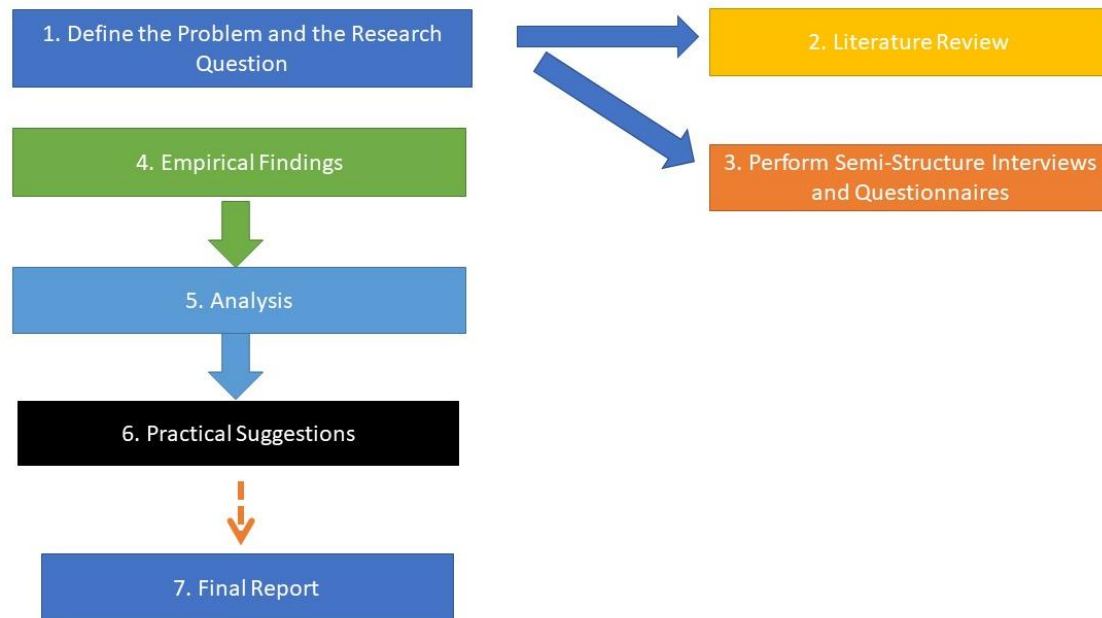 1. Define the Problem and the Research
Question
2. Literature Review
4. Empirical Findings
3. Perform Semi-Structure Interviews
and Questionnaires
5. Analysis
6. Practical Suggestions
7. Final Report